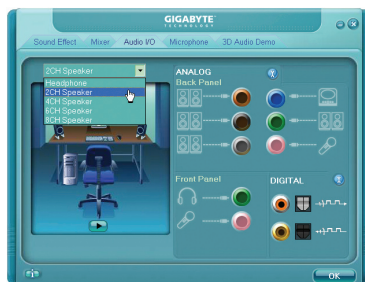 GIGABYTE
TECHNOLOGY
Sound Effect
Mixer
Audio I/O
Microphone
3D Audio Demo
2CH Speaker
Headphone
2CH Speaker
4CH Speaker
6CH Speaker
8CH Speaker
ANALOG
Back Panel
Front Panel
DIGITAL
OK